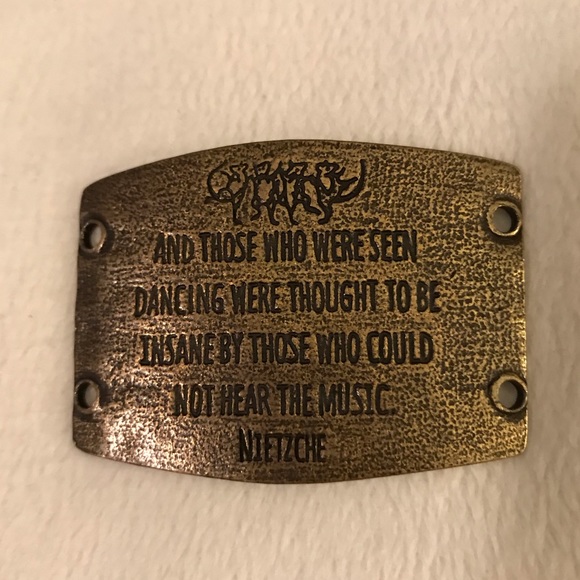 AND THOSE WHO WERE SEEN
DANCING WERE THOUGHT TO BE
INSANE BY THOSE WHO COULD
NOT HEAR THE MUSIC.
NIETZCHE